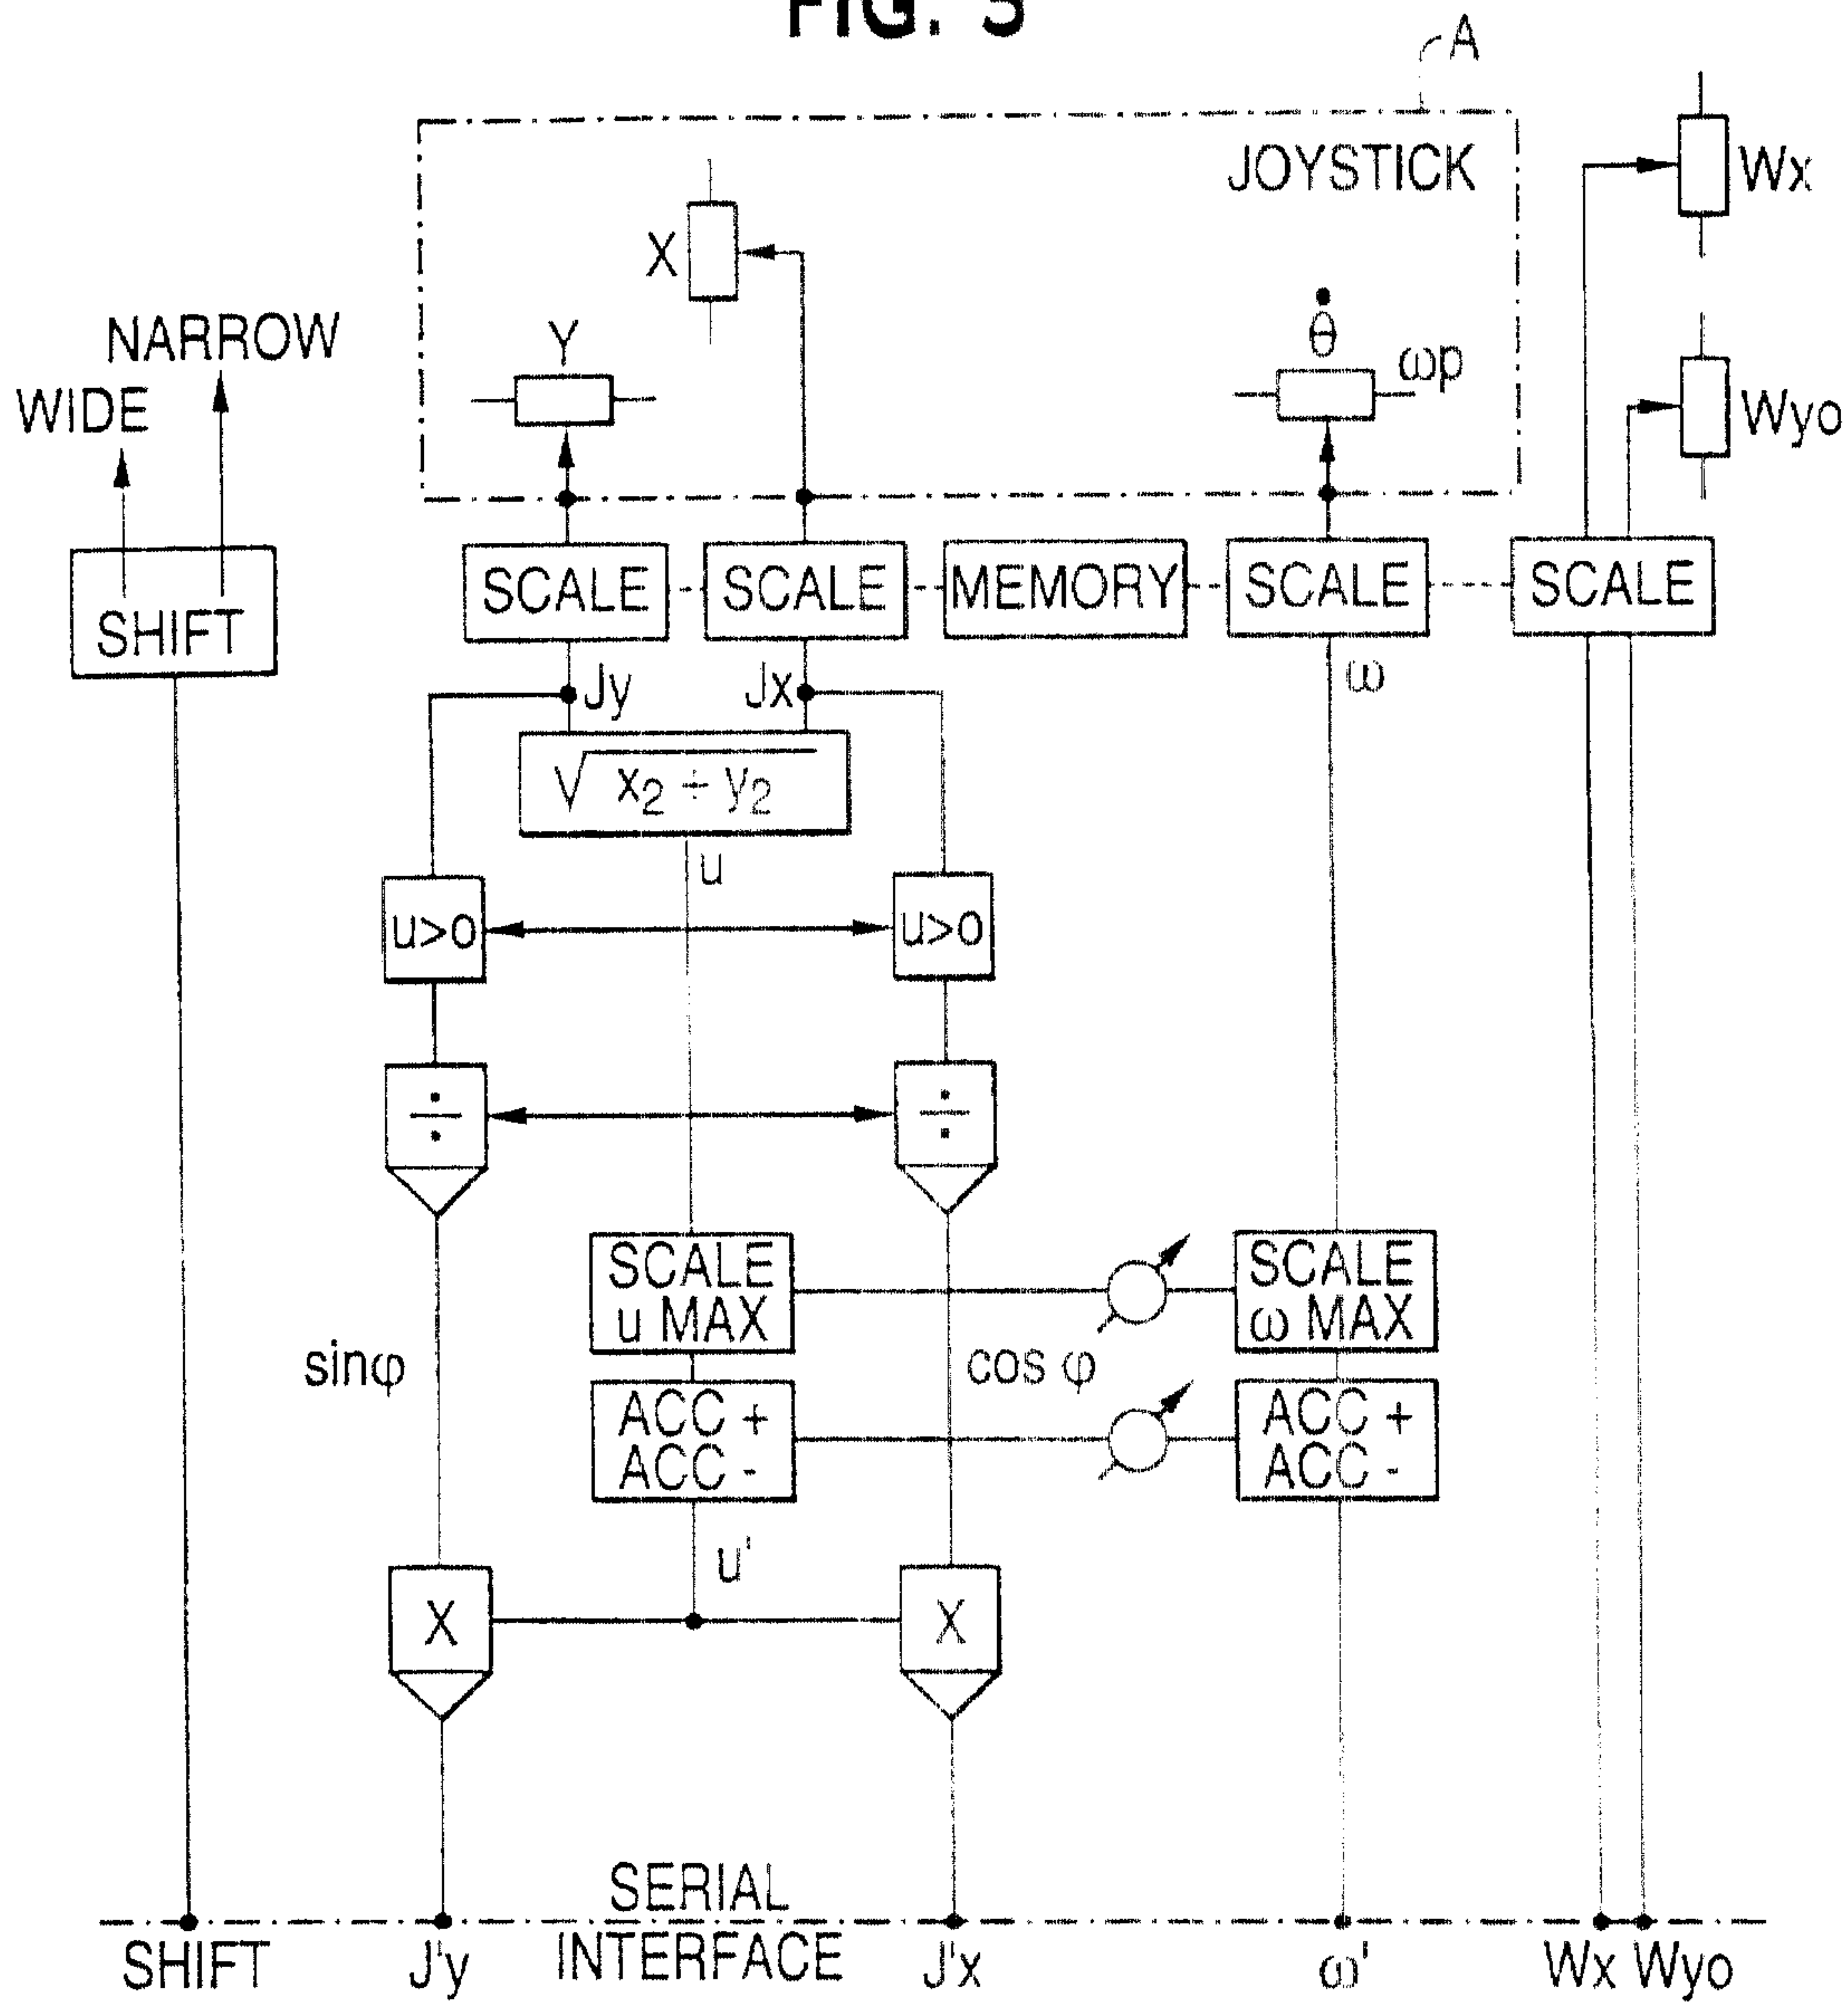 FIG. 3
A
JOYSTICK
Wx
X
NARROW
Y
θ̇
ωp
WIDE
Wyo
SHIFT
SCALE
SCALE
MEMORY
SCALE
SCALE
Jy
Jx
ω
√ x₂ + y₂
u
u>o
u>o
÷
÷
SCALE
u MAX
SCALE
ω MAX
sinφ
cos φ
ACC +
ACC -
ACC +
ACC -
u'
X
X
SERIAL
INTERFACE
SHIFT
J'y
J'x
ω'
Wx
Wyo